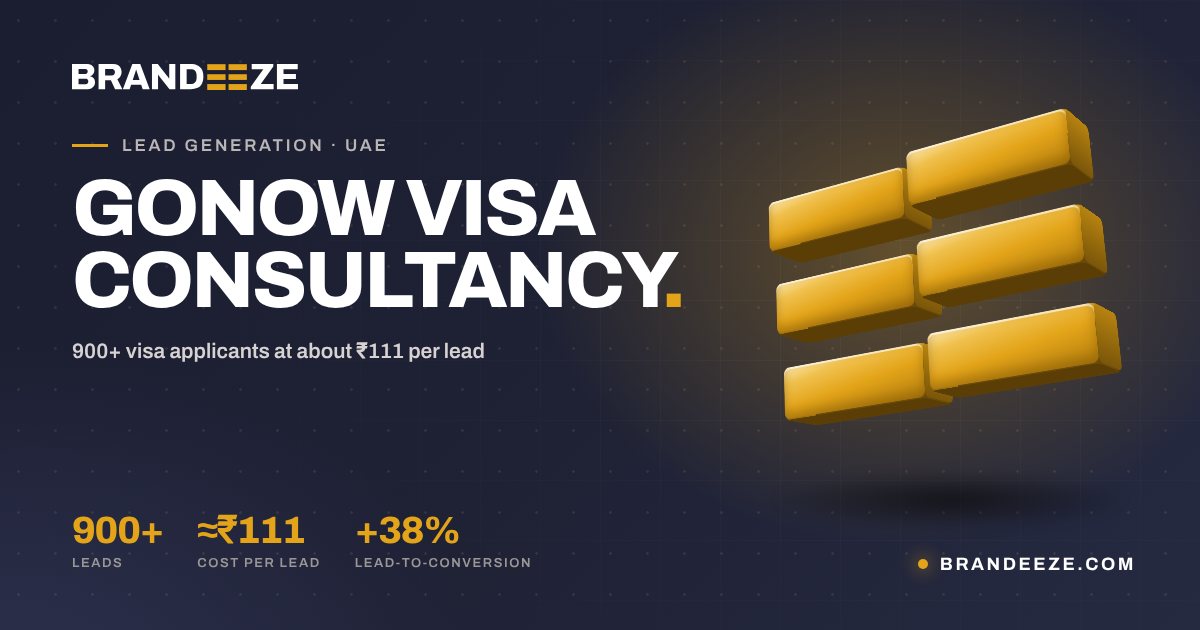 BRANDEEZE
LEAD GENERATION · UAE
GONOW VISA
CONSULTANCY.
900+ visa applicants at about ₹111 per lead
900+ ≈₹111 +38%
LEADS COST PER LEAD LEAD-TO-CONVERSION
BRANDEEZE.COM